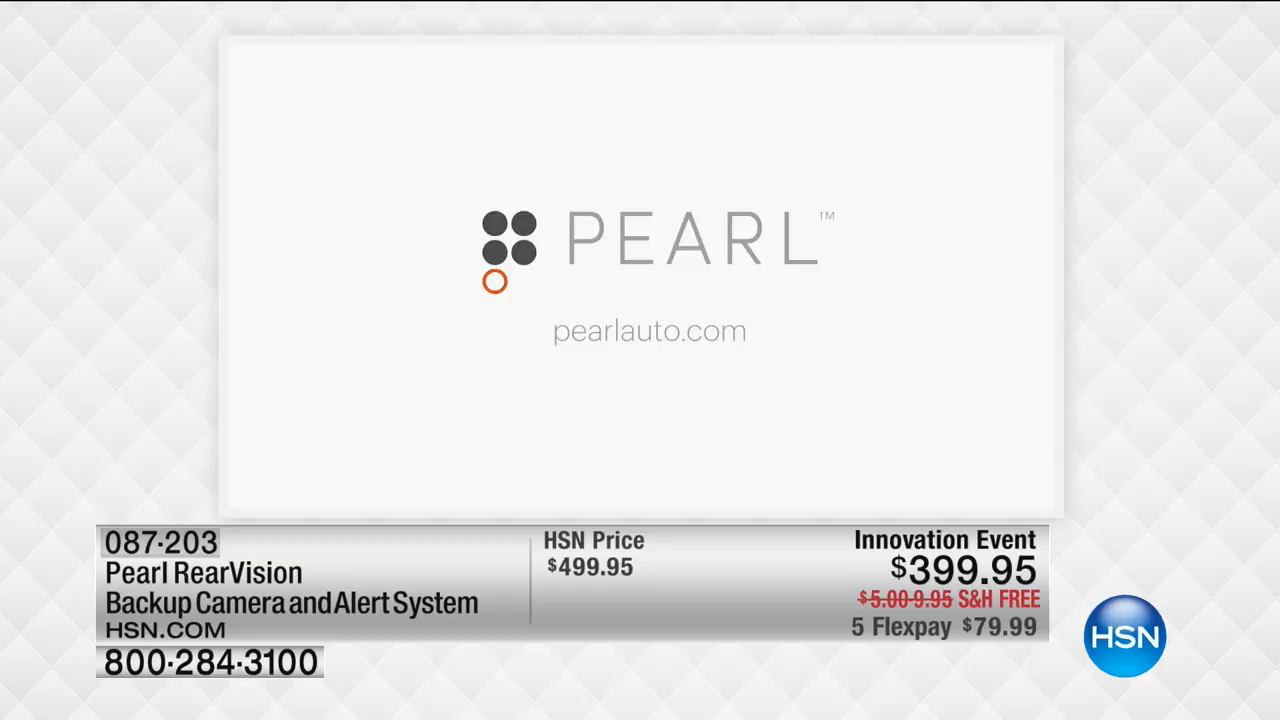 PEARL™
pearlauto.com
087·203
Pearl RearVision
Backup Camera and Alert System
HSN.COM
800·284·3100
HSN Price
$499.95
Innovation Event
$399.95
$5.00-9.95 S&H FREE
5 Flexpay $79.99
HSN